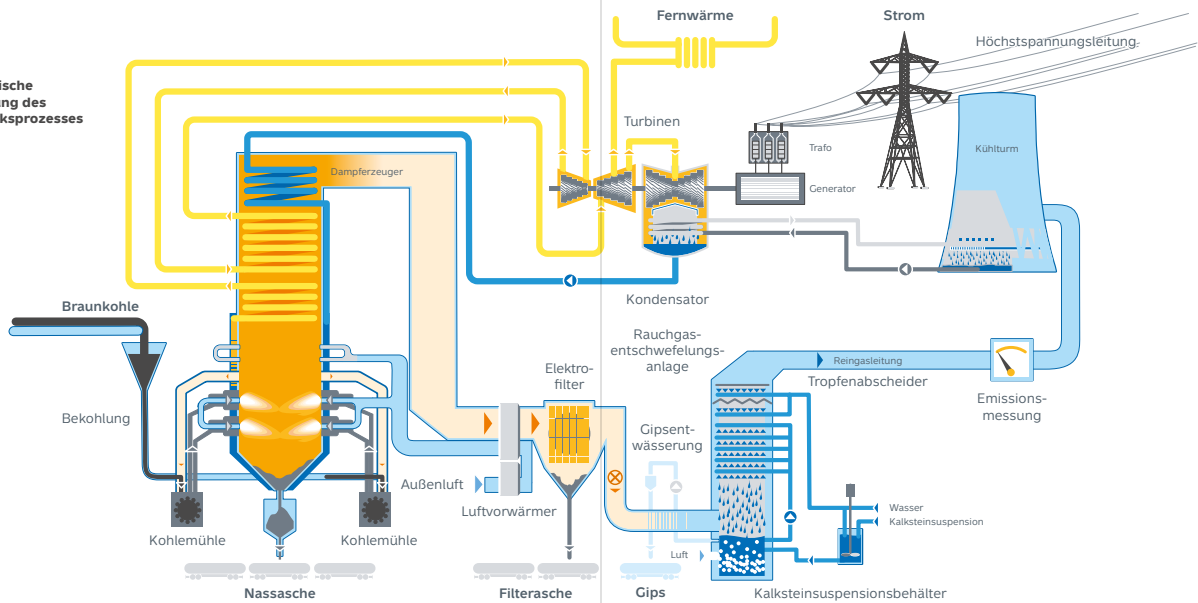 Fernwärme
Strom
Höchstspannungsleitung
ische
ung des
ksprozesses
Turbinen
Trafo
Kühlturm
Dampferzeuger
Generator
Kondensator
Braunkohle
Rauchgas-
entschwefelungs-
anlage
Reingasleitung
Tropfenabscheider
Elektro-
filter
Emissions-
messung
Bekohlung
Gipsent-
wässerung
Außenluft
Luftvorwärmer
Wasser
Kalksteinsuspension
Kohlemühle
Kohlemühle
Luft
Nassasche
Filterasche
Gips
Kalksteinsuspensionsbehälter